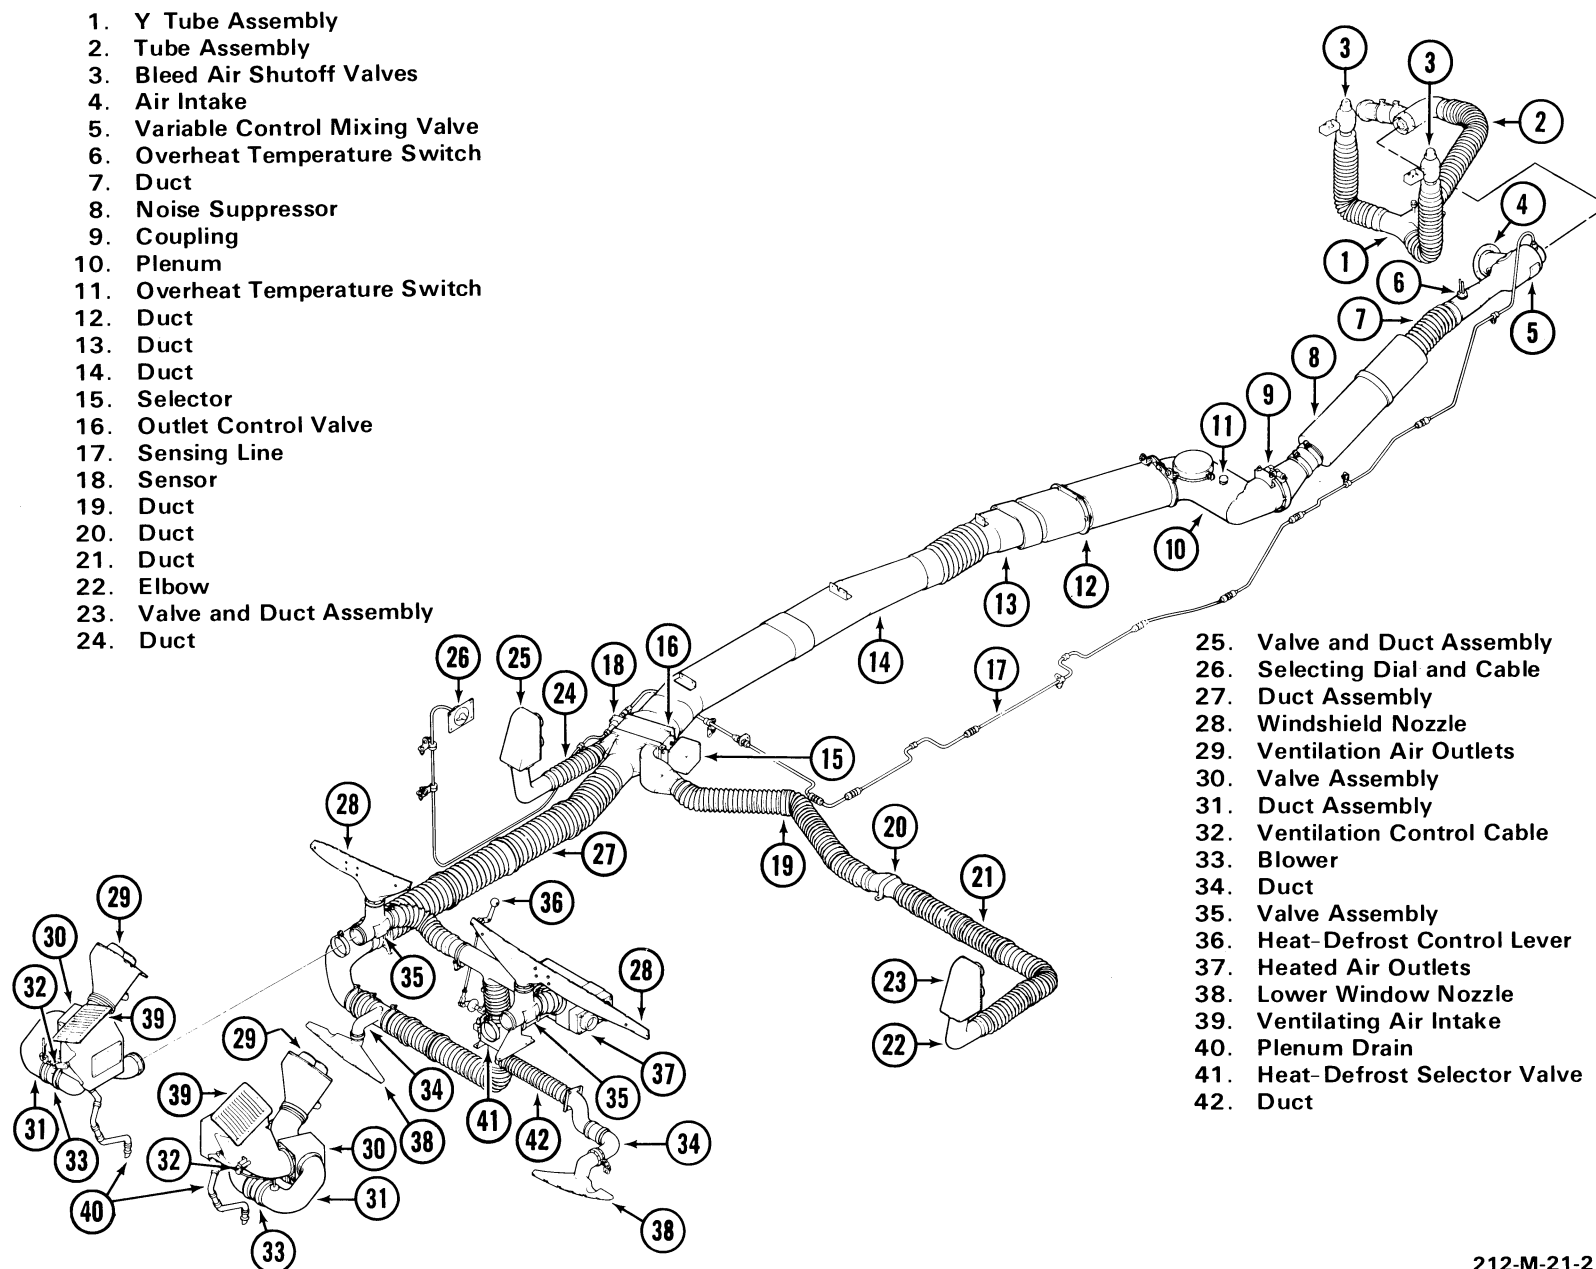 1. Y Tube Assembly
2. Tube Assembly
3. Bleed Air Shutoff Valves
4. Air Intake
5. Variable Control Mixing Valve
6. Overheat Temperature Switch
7. Duct
8. Noise Suppressor
9. Coupling
10. Plenum
11. Overheat Temperature Switch
12. Duct
13. Duct
14. Duct
15. Selector
16. Outlet Control Valve
17. Sensing Line
18. Sensor
19. Duct
20. Duct
21. Duct
22. Elbow
23. Valve and Duct Assembly
24. Duct
3
3
2
4
1
6
7
5
8
9
11
10
12
13
14
16
18
25
26
24
17
15
28
27
20
19
21
36
29
30
35
28
23
32
39
29
22
37
34
35
39
41
31
33
38
42
34
30
32
40
31
38
33
25. Valve and Duct Assembly
26. Selecting Dial and Cable
27. Duct Assembly
28. Windshield Nozzle
29. Ventilation Air Outlets
30. Valve Assembly
31. Duct Assembly
32. Ventilation Control Cable
33. Blower
34. Duct
35. Valve Assembly
36. Heat-Defrost Control Lever
37. Heated Air Outlets
38. Lower Window Nozzle
39. Ventilating Air Intake
40. Plenum Drain
41. Heat-Defrost Selector Valve
42. Duct
212-M-21-2